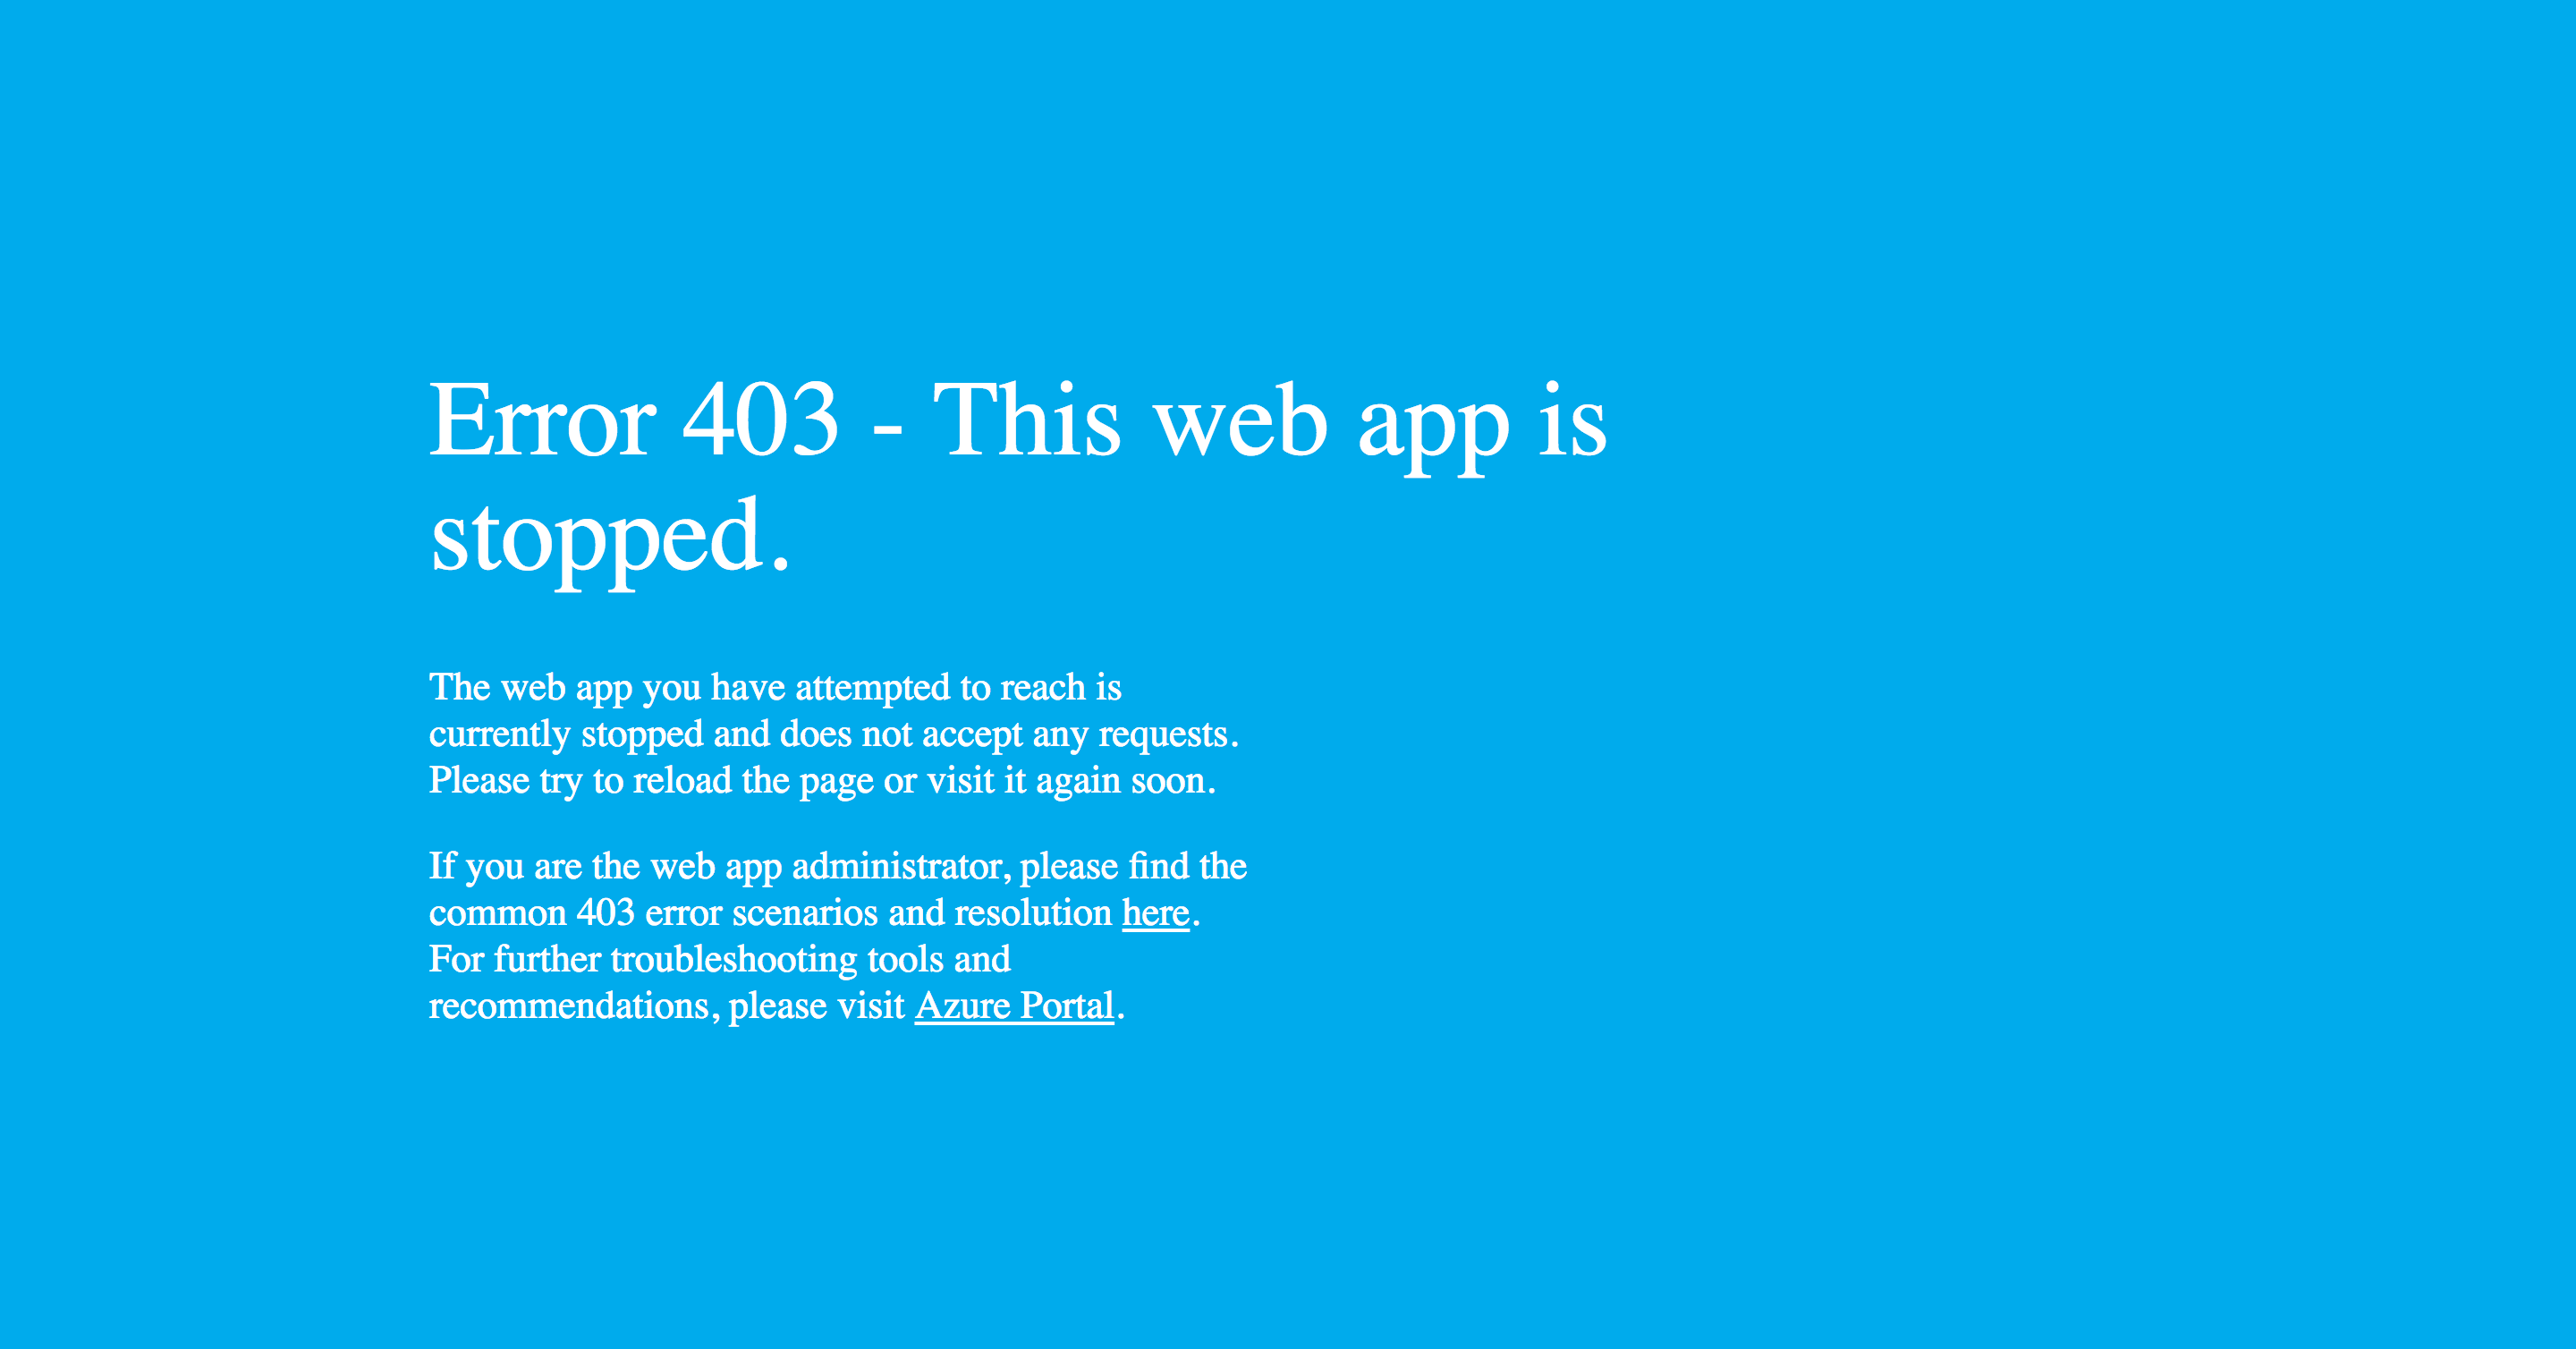 Error 403 - This web app is
stopped.
The web app you have attempted to reach is
currently stopped and does not accept any requests.
Please try to reload the page or visit it again soon.
If you are the web app administrator, please find the
common 403 error scenarios and resolution here.
For further troubleshooting tools and
recommendations, please visit Azure Portal.